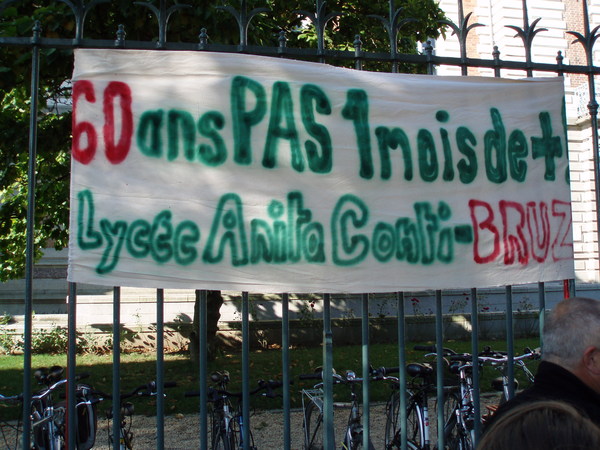 60 ans PAS 1 mois de +!
Lycée Anita Conti - BRUZ